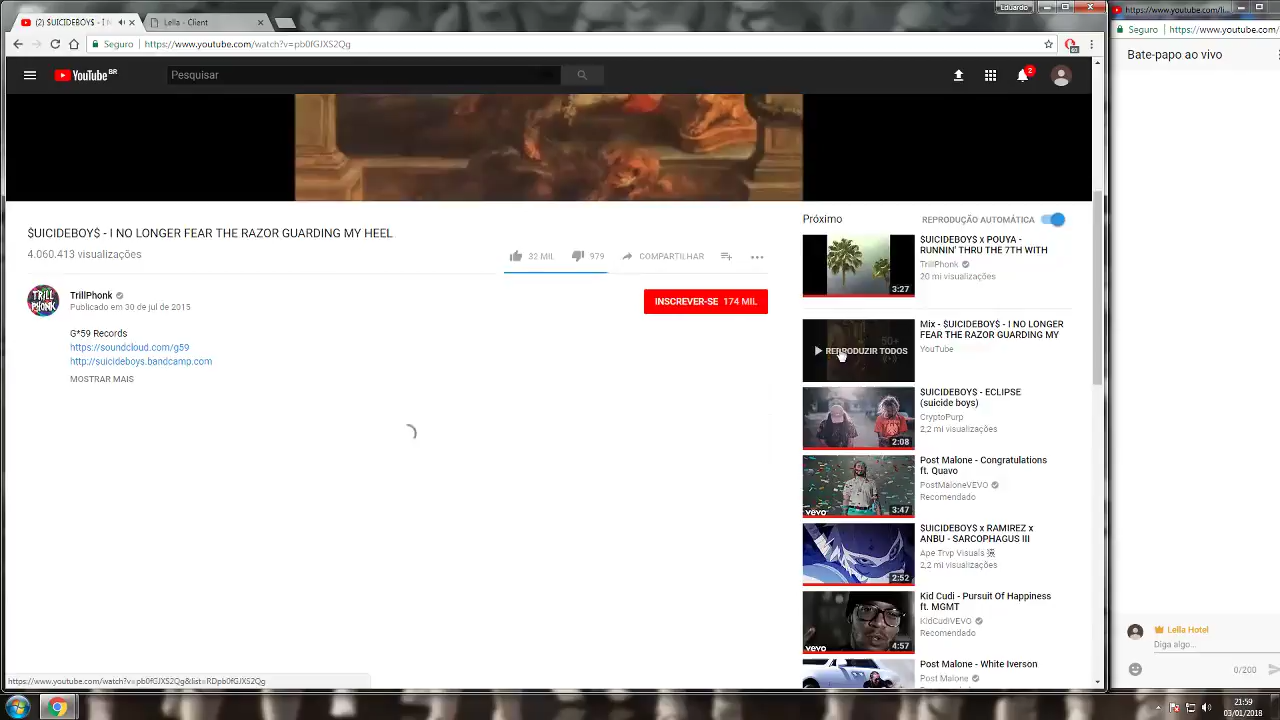 Eduardo
(2) $UICIDEBOY$ - I N
Lella - Client
https://www.youtube.com/li
Seguro
https://www.youtube.com/watch?v=pb0fGJXS2Qg
Seguro
https://www.youtube.com/
YouTube BR
Pesquisar
2
Bate-papo ao vivo
$UICIDEBOY$ - I NO LONGER FEAR THE RAZOR GUARDING MY HEEL
4.060.413 visualizações
32 MIL
979
COMPARTILHAR
TrillPhonk
Publicado em 30 de jul de 2015
INSCREVER-SE 174 MIL
G*59 Records
https://soundcloud.com/g59
http://suicideboys.bandcamp.com
MOSTRAR MAIS
Próximo
REPRODUÇÃO AUTOMÁTICA
$UICIDEBOY$ x POUYA -
RUNNIN' THRU THE 7TH WITH
TrillPhonk
20 mi visualizações
3:27
Mix - $UICIDEBOY$ - I NO LONGER
FEAR THE RAZOR GUARDING MY
YouTube
50+
REPRODUZIR TODOS
$UICIDEBOY$ - ECLIPSE
(suicide boys)
CryptoPurp
2,2 mi visualizações
2:08
Post Malone - Congratulations
ft. Quavo
PostMaloneVEVO
Recomendado
vevo
3:47
$UICIDEBOY$ x RAMIREZ x
ANBU - SARCOPHAGUS III
Ape Trvp Visuals
2,2 mi visualizações
2:52
Kid Cudi - Pursuit Of Happiness
ft. MGMT
KidCudiVEVO
Recomendado
vevo
4:57
Post Malone - White Iverson
Post Malone
Lella Hotel
Diga algo...
0/200
https://www.youtube.com/watch?v=pb0fGJXS2Qg&list=RDpb0fGJXS2Qg
21:59
03/01/2018